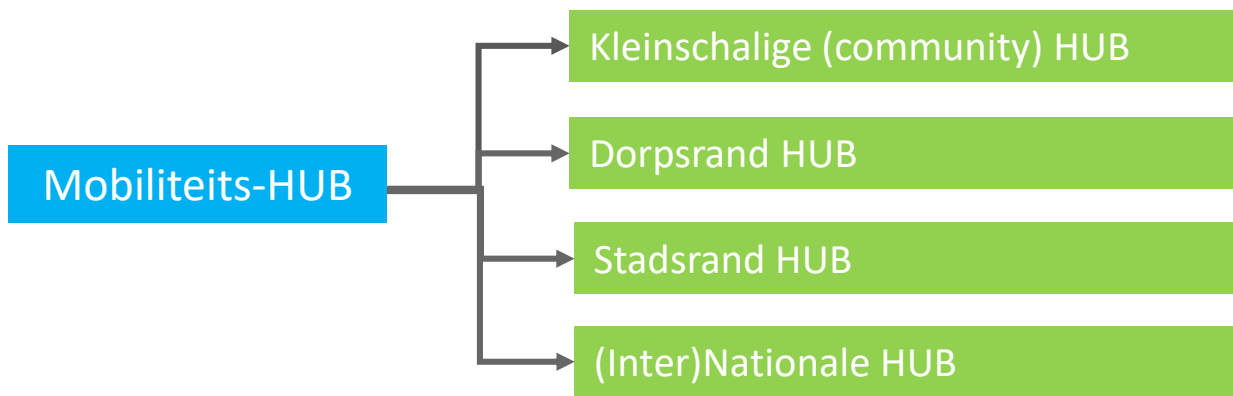 Kleinschalige (community) HUB
Dorpsrand HUB
Mobiliteits-HUB
Stadsrand HUB
(Inter)Nationale HUB